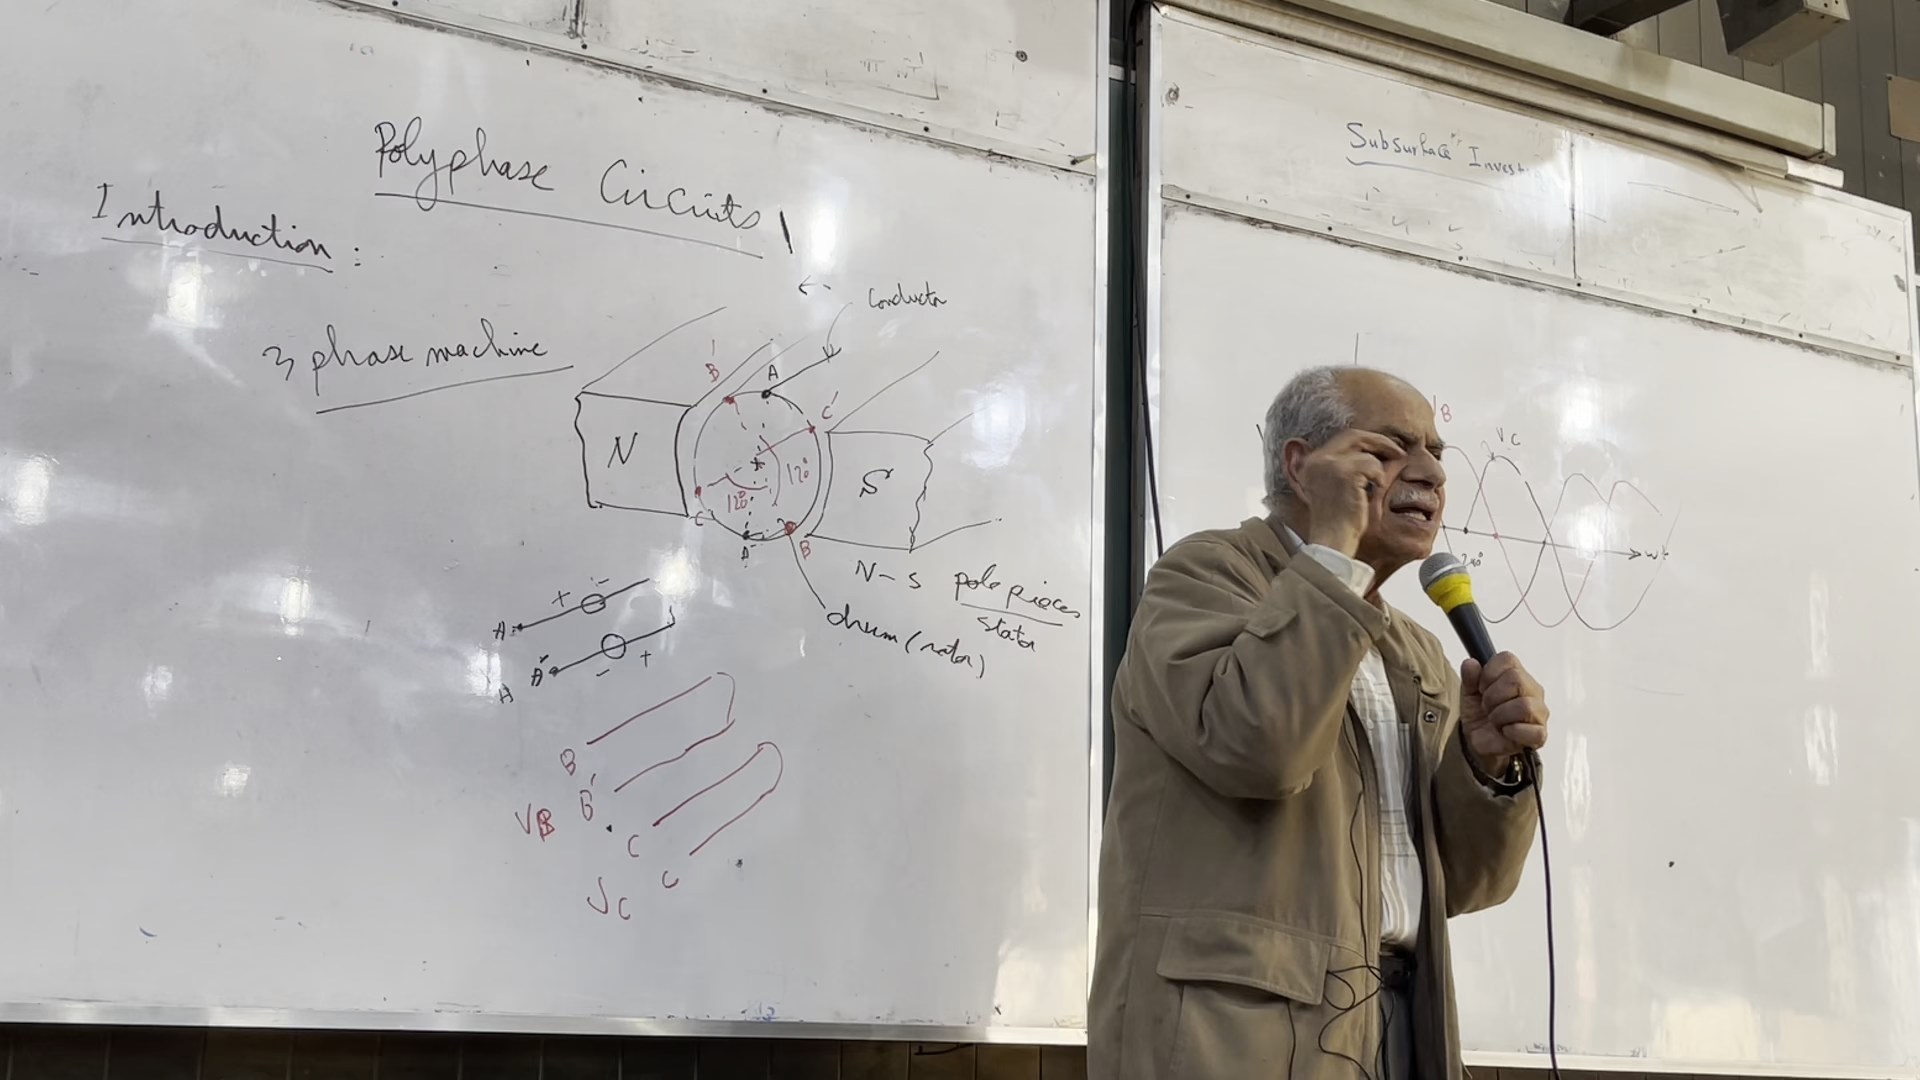 Polyphase Circuits
Introduction :
3 phase machine
Conductor
B'
A
C'
N
S
120°
120°
C
A'
B
N-S pole pieces
stator
drum (rotor)
+ -
A
A'
- +
A
B
B'
VB
C
C'
VC
Subsurface Invest
VB
VC
240°
wt